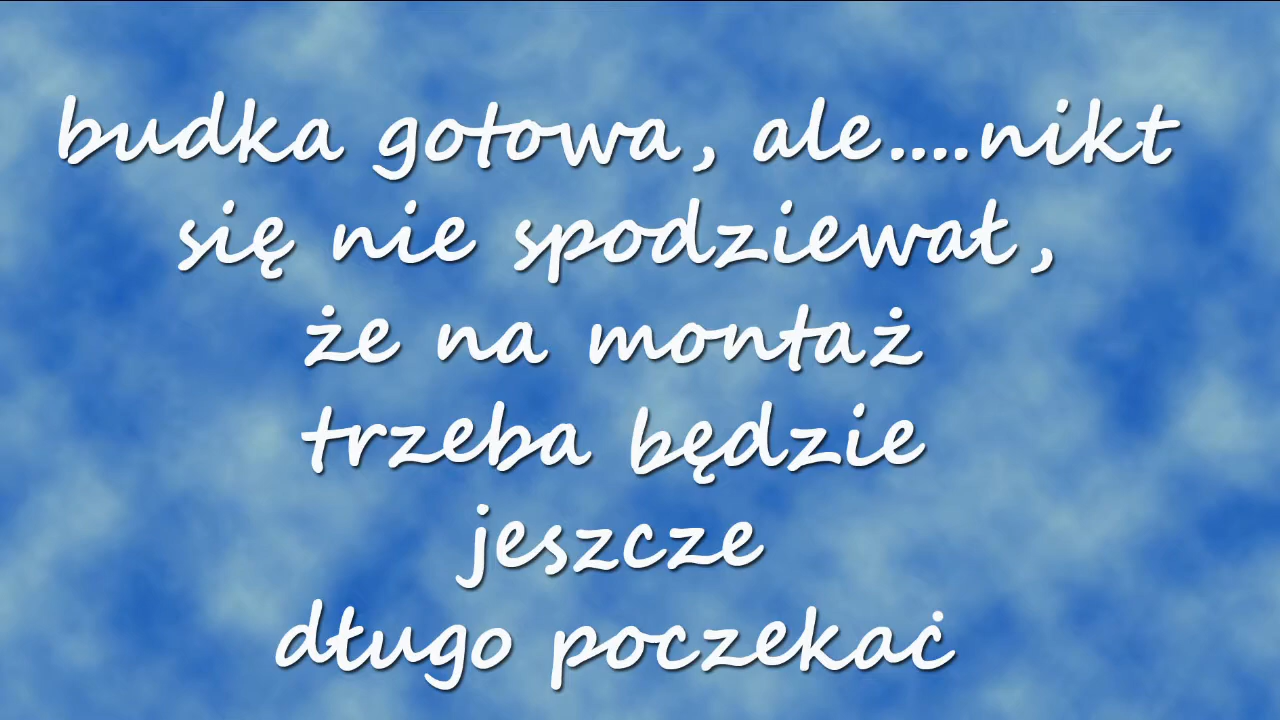 budka gotowa, ale....nikt
się nie spodziewał,
że na montaż
trzeba będzie
jeszcze
długo poczekać